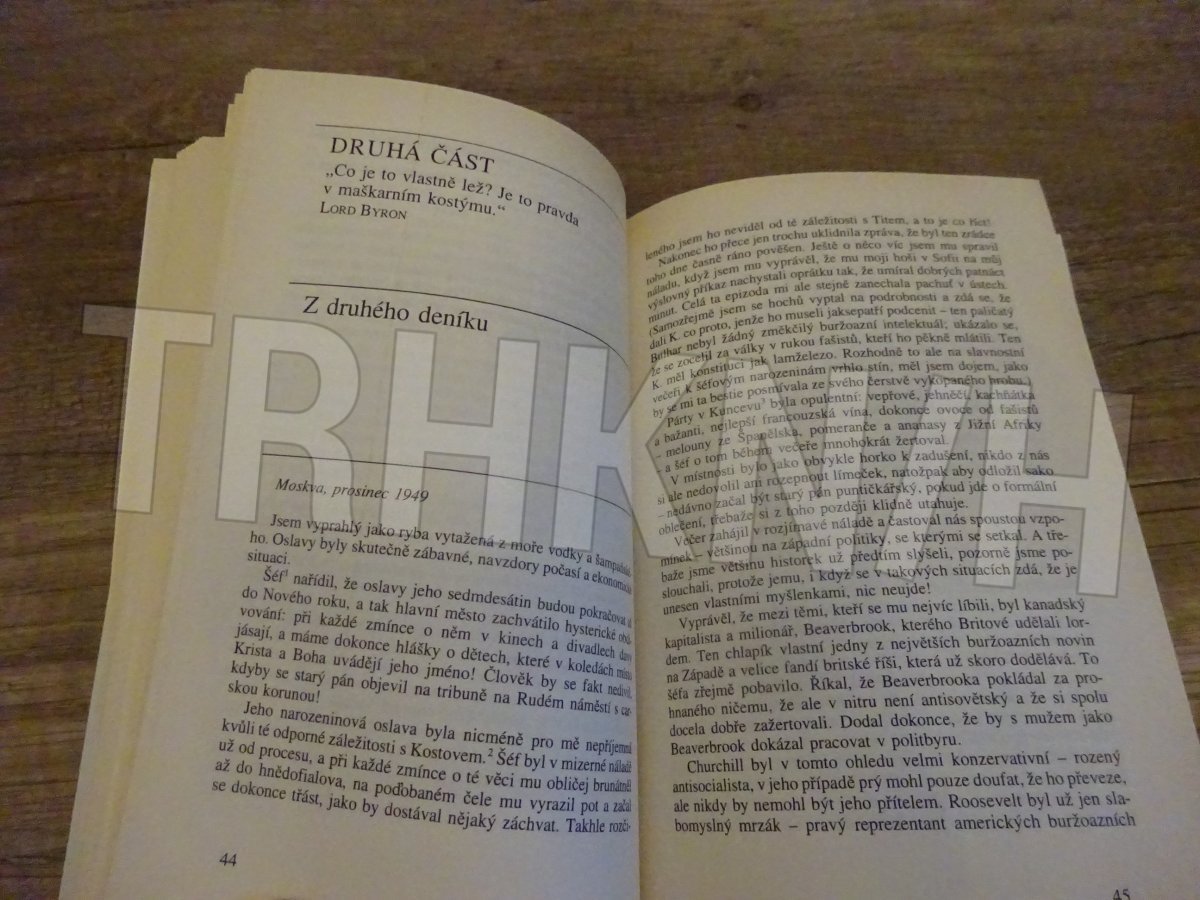 DRUHÁ ČÁST
„Co je to vlastně lež? Je to pravda
v maškarním kostýmu.“
LORD BYRON
Z druhého deníku
Moskva, prosinec 1949
Jsem vyprahlý jako ryba vytažená z moře vodky a
ho. Oslavy byly skutečně zábavné, navzdory počasí a ekonomické
situaci.
Šéf¹ nařídil, že oslavy jeho sedmdesátin budou pokračovat
do Nového roku, a tak hlavní město zachvátilo hysterické
vování: při každé zmínce o něm v kinech a divadlech davy
jásají, a máme dokonce hlášky o dětech, které v koledách místo
Krista a Boha uvádějí jeho jméno! Člověk by se fakt nedivil,
kdyby se starý pán objevil na tribuně na Rudém náměstí s car-
skou korunou!
Jeho narozeninová oslava byla nicméně pro mě nepříjemná
kvůli té odporné záležitosti s Kostovem.² Šéf byl v mizerné náladě
už od procesu, a při každé zmínce o té věci mu obličej brunátněl
až do hnědofialova, na poďobaném čele mu vyrazil pot a začal
se dokonce třást, jako by dostával nějaký záchvat. Takhle rozči-
44
leného jsem ho neviděl od té záležitosti s Titem, a to je co říct!
Nakonec ho přece jen trochu uklidnila zpráva, že byl ten zrádce
toho dne časně ráno pověšen. Ještě o něco víc jsem mu spravil
náladu, když jsem mu vyprávěl, že mu moji hoši v Sofii na můj
výslovný příkaz nachystali oprátku tak, že umíral dobrých patnáct
minut. Celá ta epizoda mi ale stejně zanechala pachuť v ústech.
(Samozřejmě jsem se hochů vyptal na podrobnosti a zdá se, že
dali K. co proto, jenže ho museli jaksepatří podcenit – ten paličatý
Bulhar nebyl žádný změkčilý buržoazní intelektuál; ukázalo se,
že se zocelil za války v rukou fašistů, kteří ho pěkně mlátili. Ten
K. měl konstituci jak lamželezo. Rozhodně to ale na slavnostní
večeři k šéfovým narozeninám vrhlo stín, měl jsem dojem, jako
by se mi ta bestie posmívala ze svého čerstvě vykopaného hrobu.
Párty v Kuncevu³ byla opulentní: vepřové, jehněčí, kachňátka
a bažanti, nejlepší francouzská vína, dokonce ovoce od fašistů
– melouny ze Španělska, pomeranče a ananasy z Jižní Afriky
– a šéf o tom během večeře mnohokrát žertoval.
V místnosti bylo jako obvykle horko k zadušení, nikdo z nás
si ale nedovolil ani rozepnout límeček, natožpak aby odložil sako
– nedávno začal být starý pán puntičkářský, pokud jde o formální
oblečení, třebaže si z toho později klidně utahuje.
Večer zahájil v rozjímavé náladě a častoval nás spoustou vzpo-
mínek – většinou na západní politiky, se kterými se setkal. A tře-
baže jsme většinu historek už předtím slyšeli, pozorně jsme po-
slouchali, protože jemu, i když se v takových situacích zdá, že je
unesen vlastními myšlenkami, nic neujde!
Vyprávěl, že mezi těmi, kteří se mu nejvíc líbili, byl kanadský
kapitalista a milionář, Beaverbrook, kterého Britové udělali lor-
dem. Ten chlapík vlastní jedny z největších buržoazních novin
na Západě a velice fandí britské říši, která už skoro dodělává. To
šéfa zřejmě pobavilo. Říkal, že Beaverbrooka pokládal za pro-
hnaného ničemu, že ale v nitru není antisovětský a že si spolu
docela dobře zažertovali. Dodal dokonce, že by s mužem jako
Beaverbrook dokázal pracovat v politbyru.
Churchill byl v tomto ohledu velmi konservativní – rozený
antisocialista, v jeho případě prý mohl pouze doufat, že ho převeze,
ale nikdy by nemohl být jeho přítelem. Roosevelt byl už jen sla-
bomyslný mrzák – pravý reprezentant amerických buržoazních
45
TRHKNIH